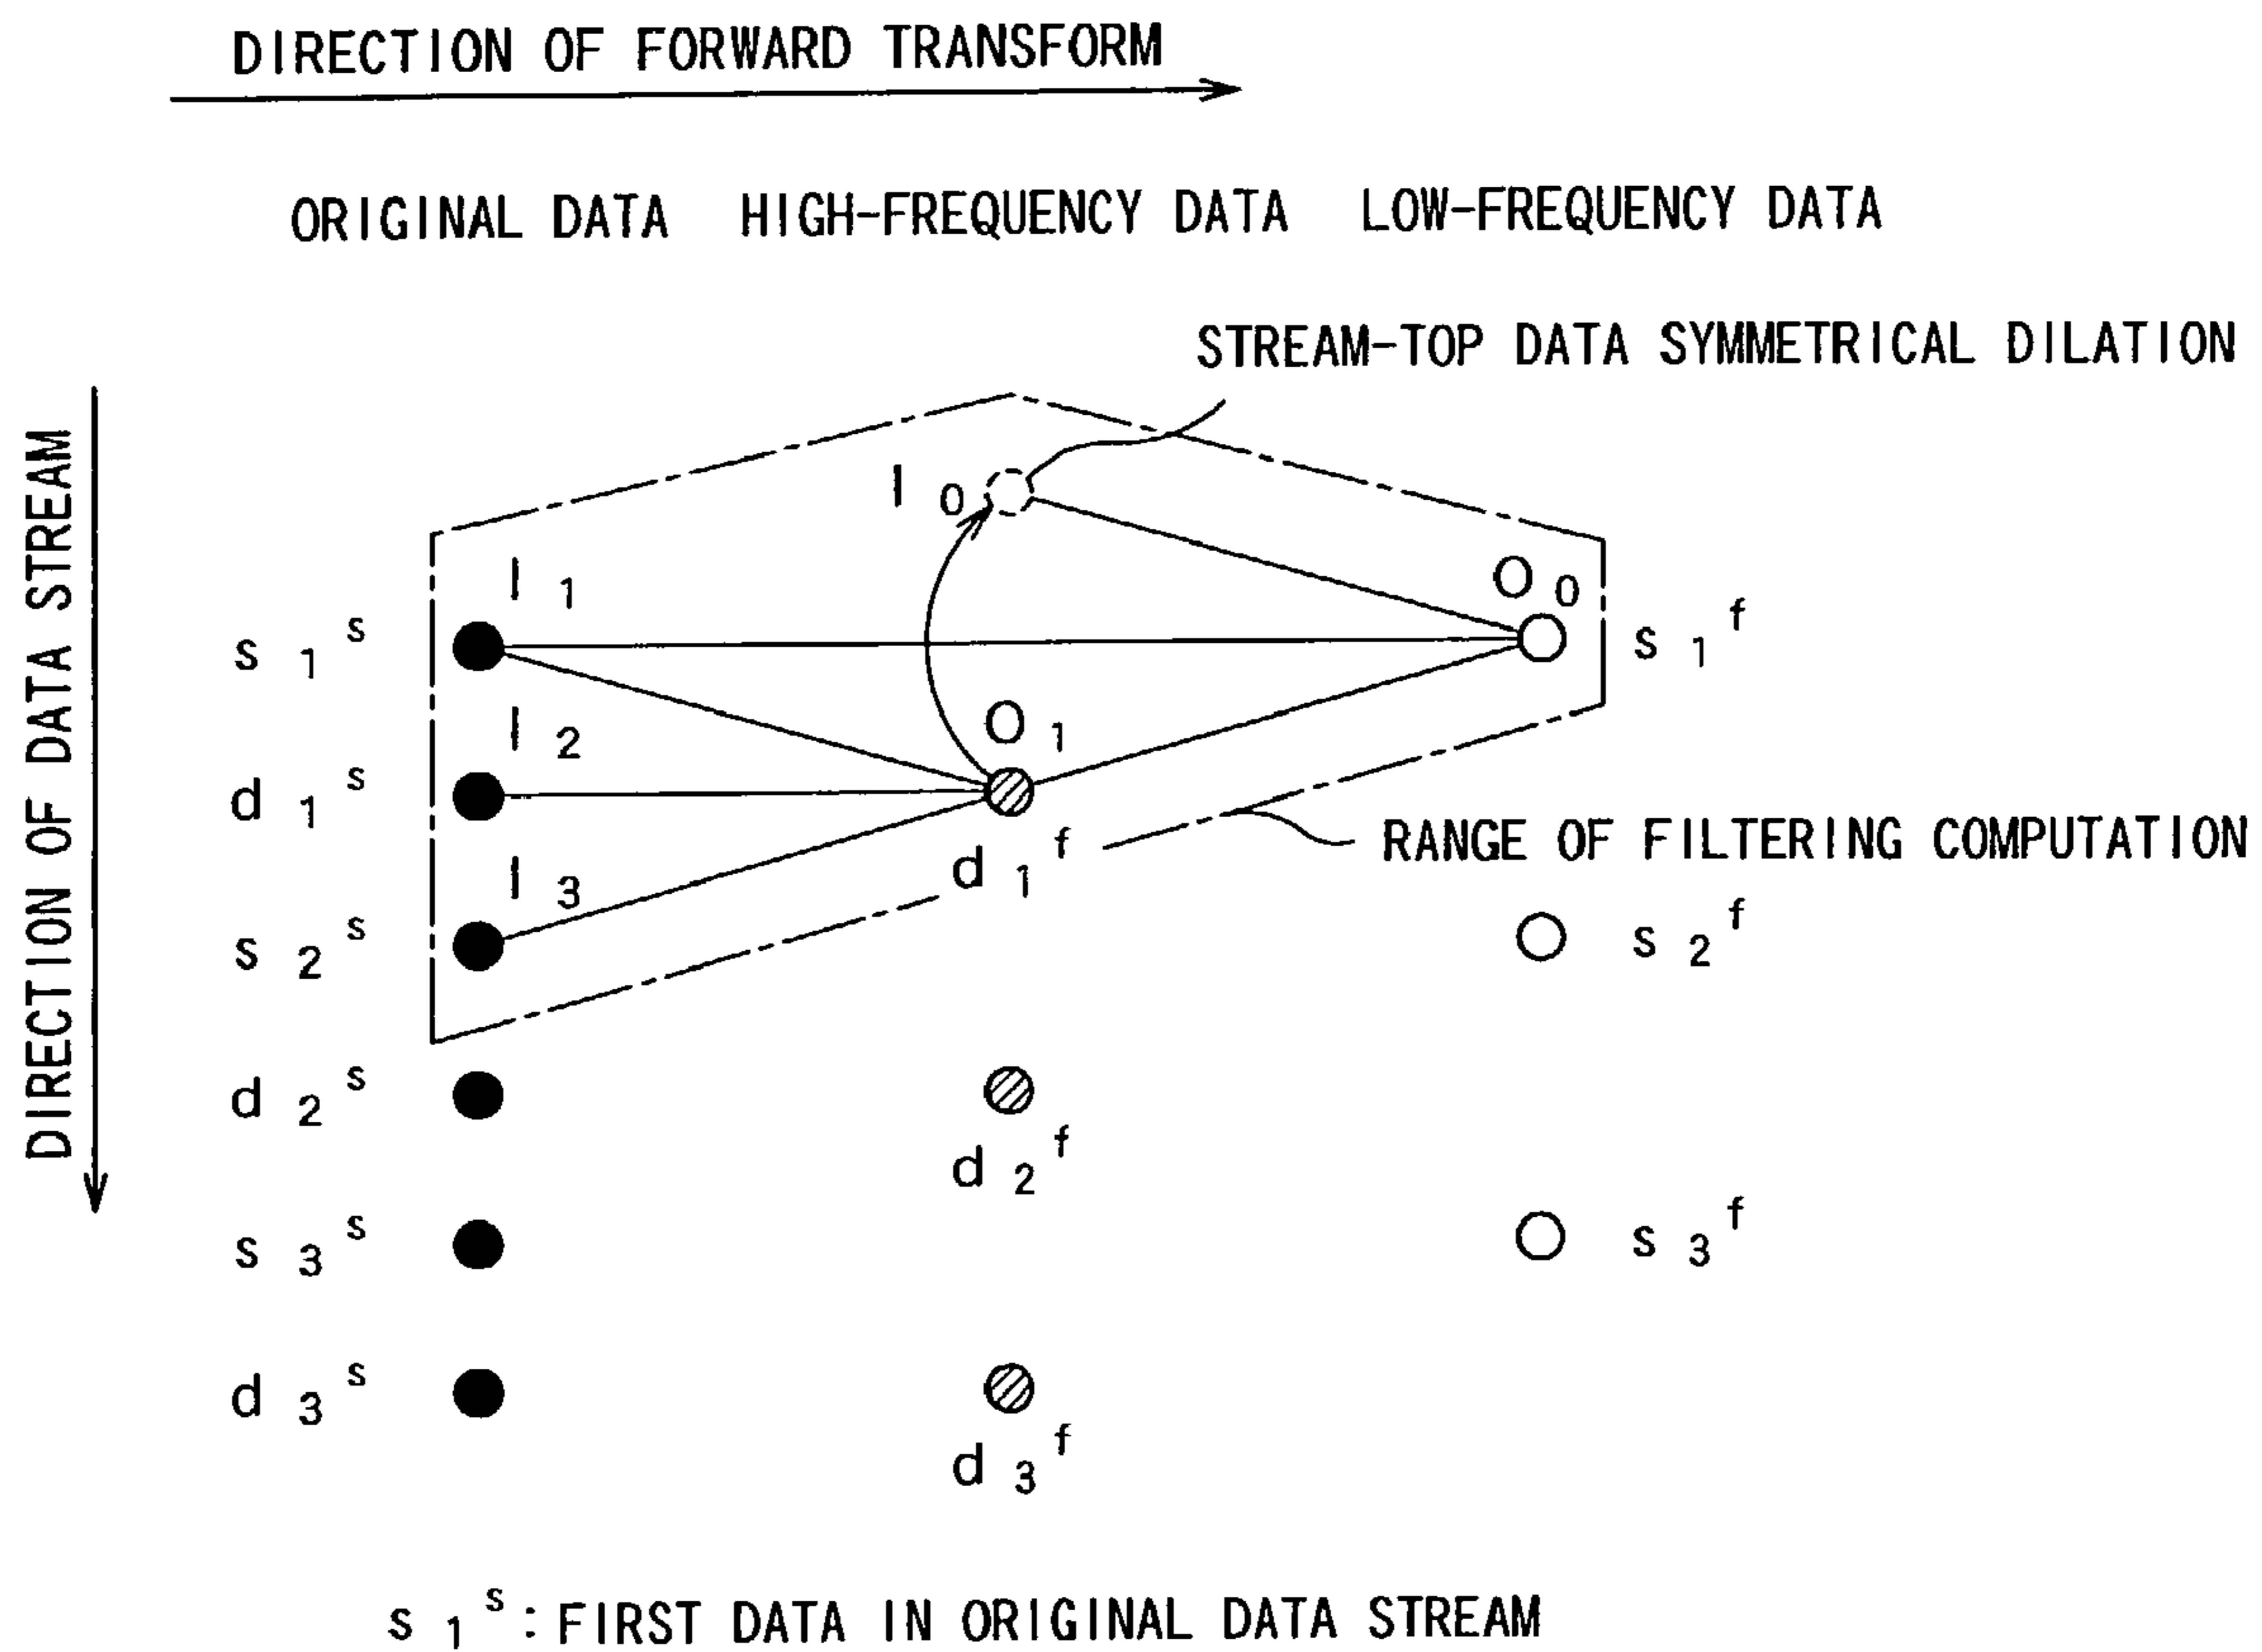 DIRECTION OF FORWARD TRANSFORM
ORIGINAL DATA HIGH-FREQUENCY DATA LOW-FREQUENCY DATA
STREAM-TOP DATA SYMMETRICAL DILATION
DIRECTION OF DATA STREAM
I 0
I 1
O 0
s 1 s
s 1 f
I 2
O 1
d 1 s
d 1 f
RANGE OF FILTERING COMPUTATION
I 3
s 2 s
s 2 f
d 2 s
d 2 f
s 3 s
s 3 f
d 3 s
d 3 f
s 1 s : FIRST DATA IN ORIGINAL DATA STREAM